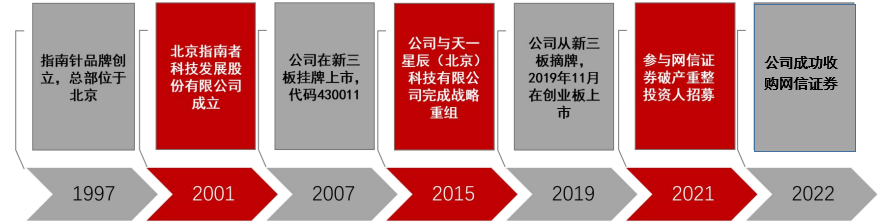 指南针品牌创
立，总部位于
北京
北京指南者
科技发展股
份有限公司
成立
公司在新三
板挂牌上市，
代码430011
公司与天一
星辰（北京）
科技有限公
司完成战略
重组
公司从新三
板摘牌，
2019年11月
在创业板上
市
参与网信证
券破产重整
投资人招募
公司成功收
购网信证券
1997
2001
2007
2015
2019
2021
2022